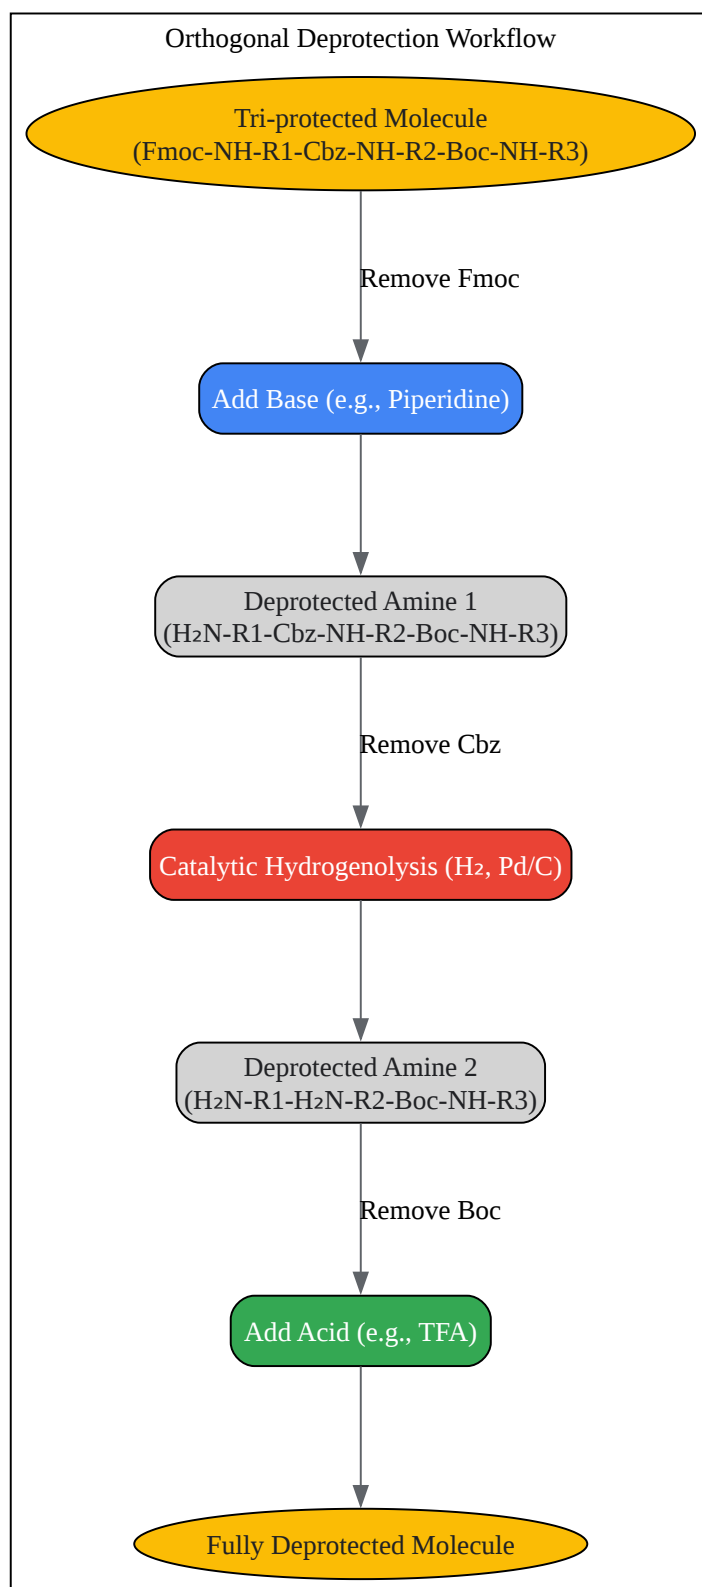 Orthogonal Deprotection Workflow
Tri-protected Molecule
(Fmoc-NH-R1-Cbz-NH-R2-Boc-NH-R3)
Remove Fmoc
Add Base (e.g., Piperidine)
Deprotected Amine 1
(H₂N-R1-Cbz-NH-R2-Boc-NH-R3)
Remove Cbz
Catalytic Hydrogenolysis (H₂, Pd/C)
Deprotected Amine 2
(H₂N-R1-H₂N-R2-Boc-NH-R3)
Remove Boc
Add Acid (e.g., TFA)
Fully Deprotected Molecule